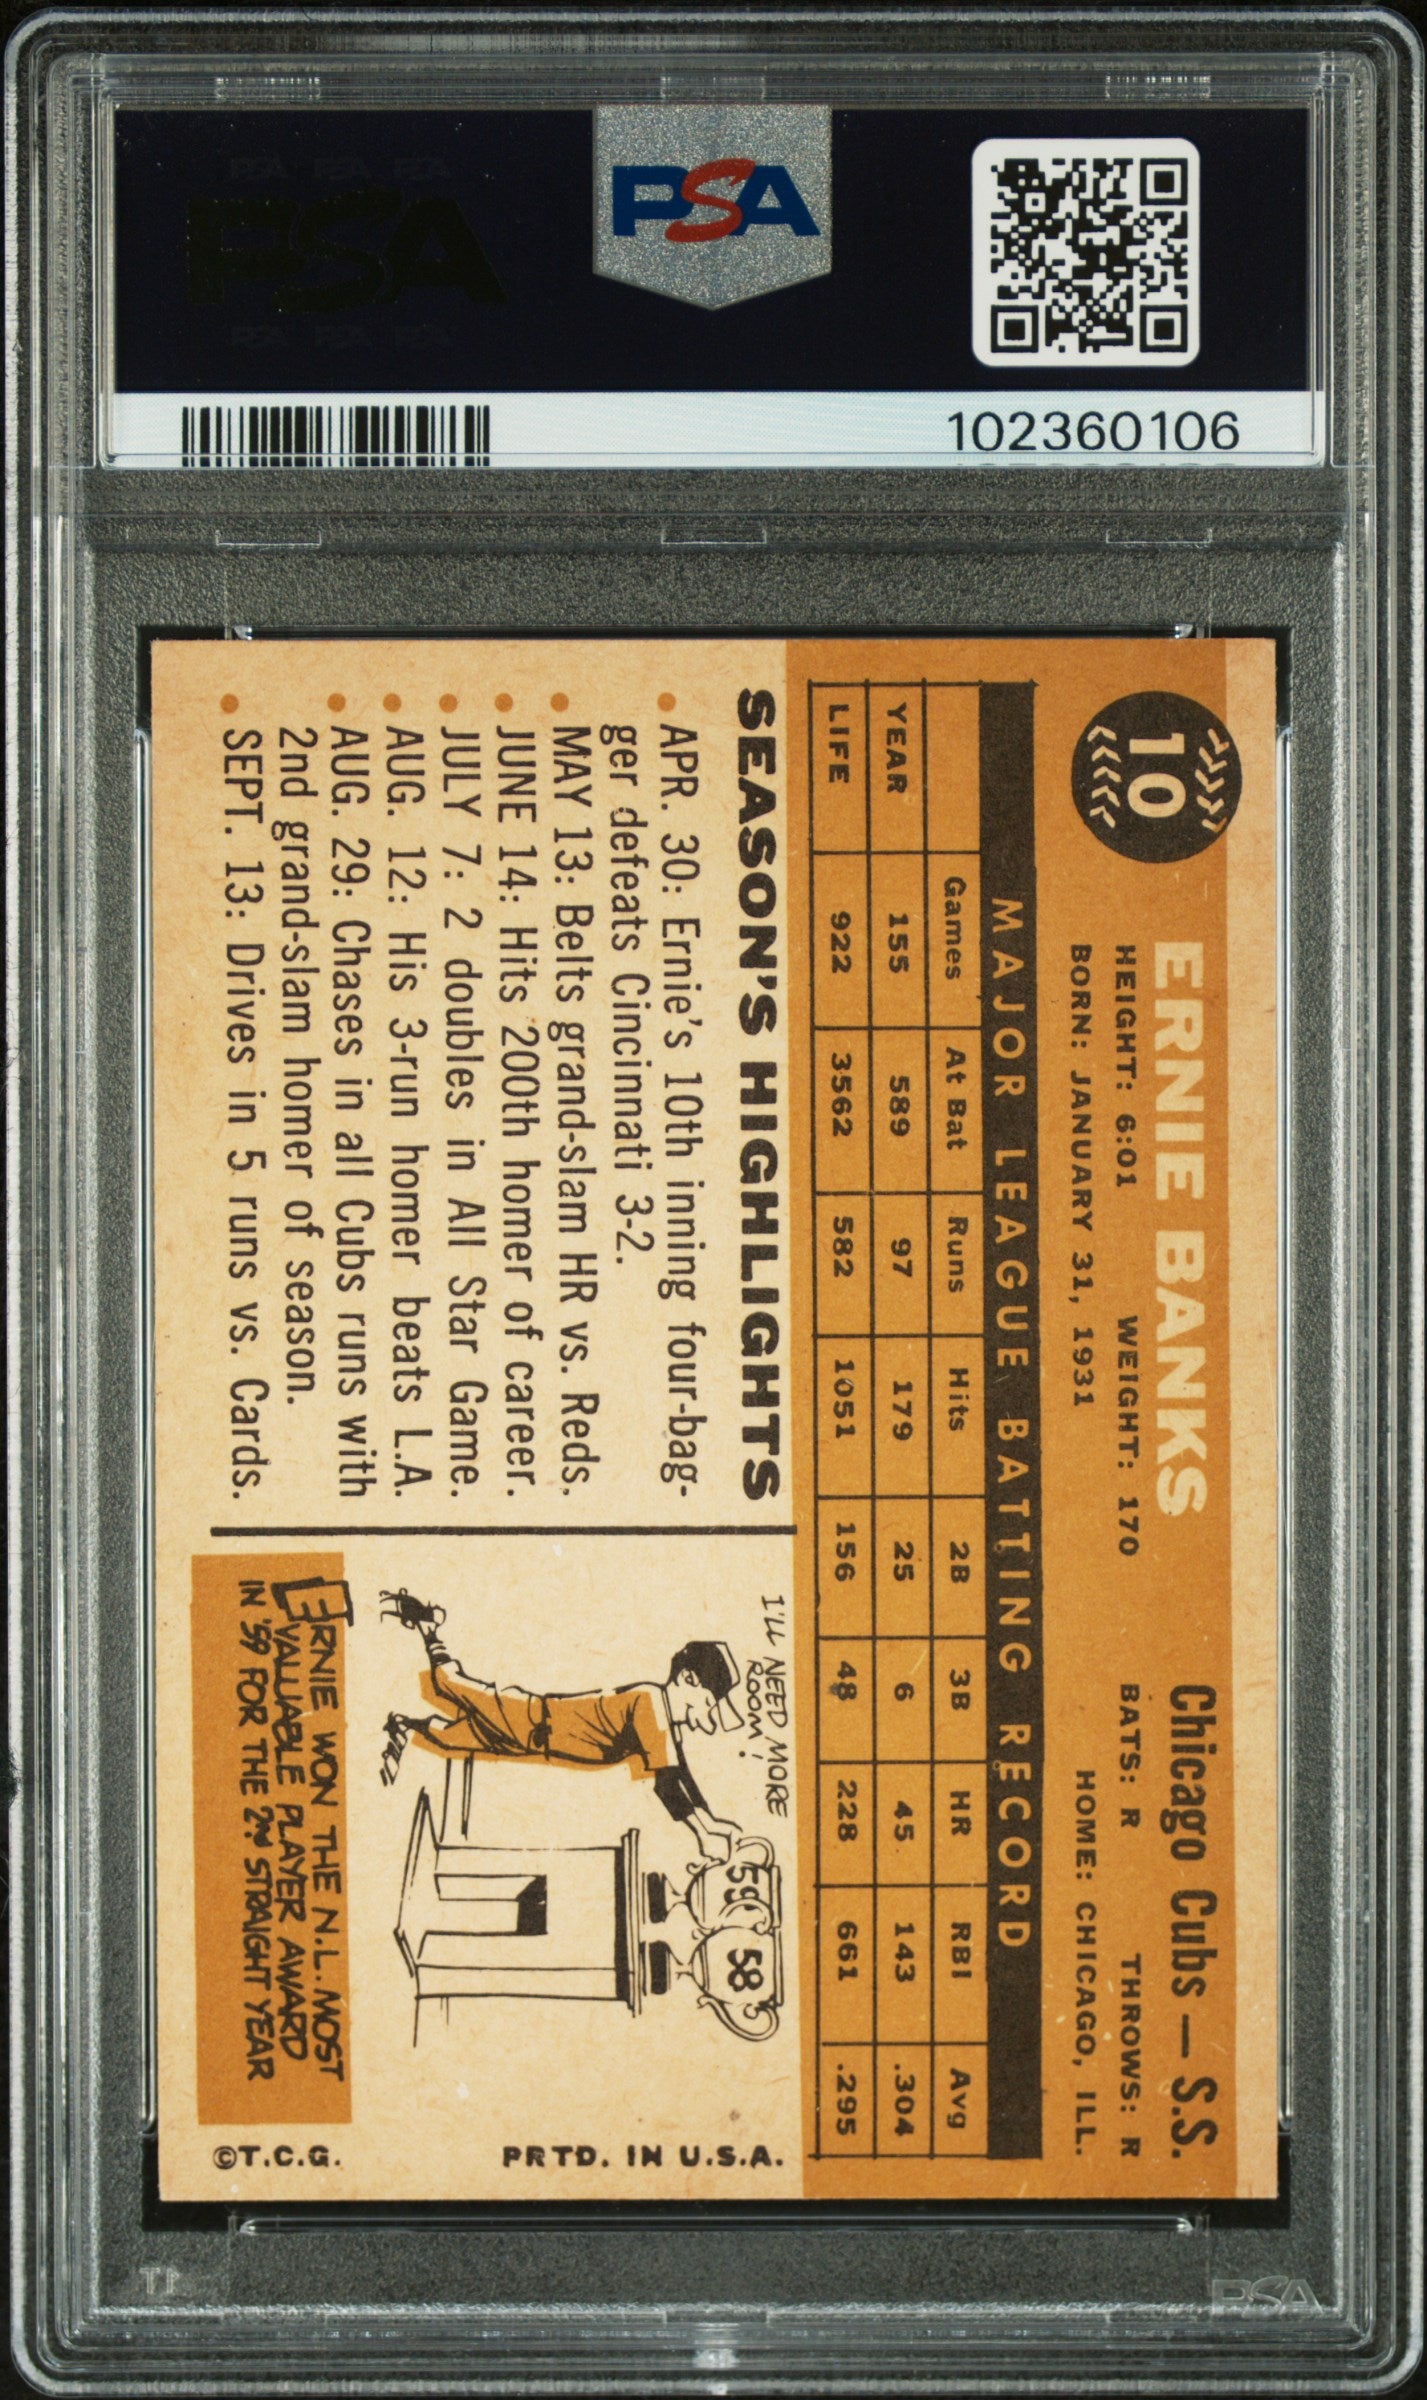 PSA
PSA PSA PSA
PSA
PSA PSA PSA
102360106
10
ERNIE BANKS
Chicago Cubs — S.S.
HEIGHT: 6:01 WEIGHT: 170 BATS: R THROWS: R
BORN: JANUARY 31, 1931 HOME: CHICAGO, ILL.
MAJOR LEAGUE BATTING RECORD
Games At Bat Runs Hits 2B 3B HR RBI Avg
YEAR 155 589 97 179 25 6 45 143 .304
LIFE 922 3562 582 1051 156 48 228 661 .295
SEASON'S HIGHLIGHTS
• APR. 30: Ernie's 10th inning four-bag-
ger defeats Cincinnati 3-2.
• MAY 13: Belts grand-slam HR vs. Reds.
• JUNE 14: Hits 200th homer of career.
• JULY 7: 2 doubles in All Star Game.
• AUG. 12: His 3-run homer beats L.A.
• AUG. 29: Chases in all Cubs runs with
2nd grand-slam homer of season.
• SEPT. 13: Drives in 5 runs vs. Cards.
I'LL NEED MORE
ROOM!
59
58
ERNIE WON THE N.L. MOST
VALUABLE PLAYER AWARD
IN '59 FOR THE 2ND STRAIGHT YEAR
©T.C.G.
PRTD. IN U.S.A.
PSA